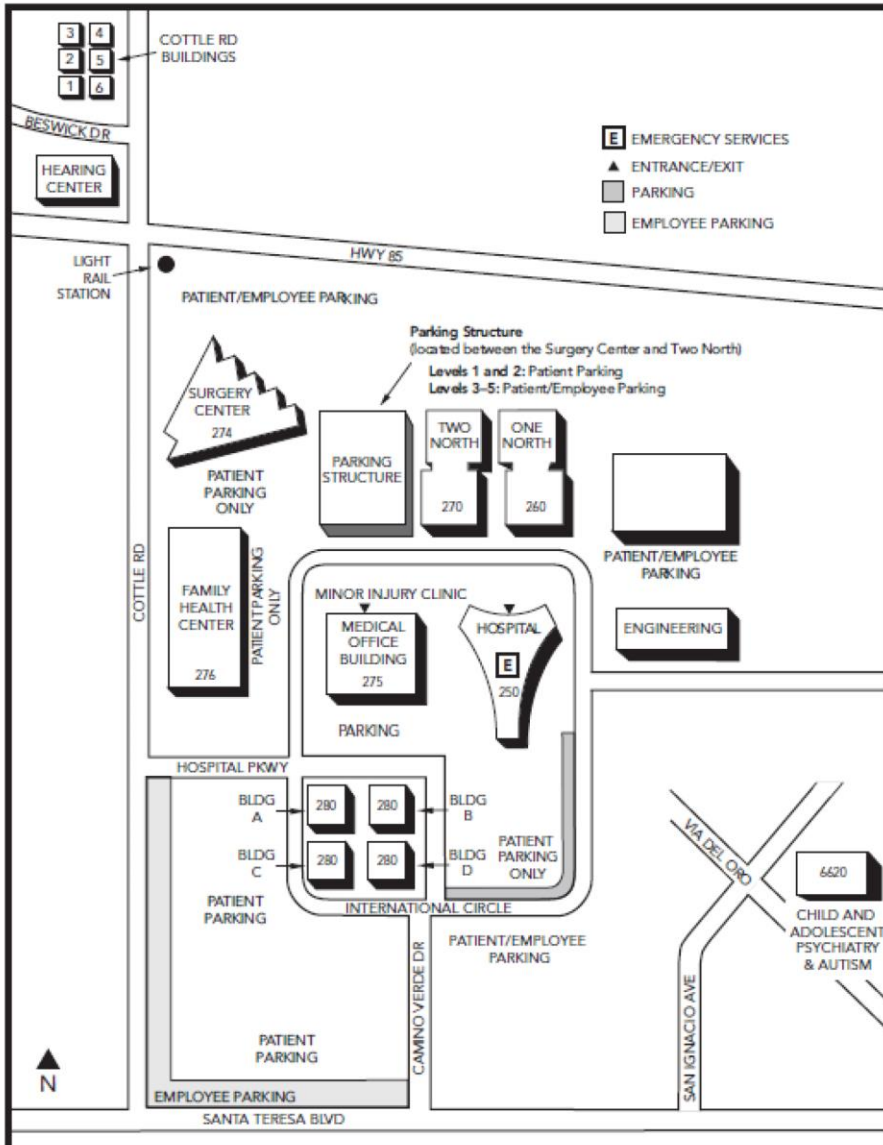 3 4
2 5
1 6
COTTLE RD
BUILDINGS
BESWICK DR
HEARING
CENTER
E EMERGENCY SERVICES
▲ ENTRANCE/EXIT
PARKING
EMPLOYEE PARKING
HWY 85
LIGHT
RAIL
STATION
PATIENT/EMPLOYEE PARKING
Parking Structure
(located between the Surgery Center and Two North)
Levels 1 and 2: Patient Parking
Levels 3–5: Patient/Employee Parking
SURGERY
CENTER
274
PATIENT
PARKING
ONLY
PARKING
STRUCTURE
TWO
NORTH
270
ONE
NORTH
260
PATIENT/EMPLOYEE
PARKING
COTTLE RD
FAMILY
HEALTH
CENTER
276
PATIENT PARKING
ONLY
MINOR INJURY CLINIC
MEDICAL
OFFICE
BUILDING
275
HOSPITAL
E
250
ENGINEERING
PARKING
HOSPITAL PKWY
BLDG
A
280
280
BLDG
B
BLDG
C
280
280
BLDG
D
PATIENT
PARKING
ONLY
INTERNATIONAL CIRCLE
PATIENT
PARKING
PATIENT/EMPLOYEE
PARKING
VIA DEL ORO
6620
CHILD AND
ADOLESCENT
PSYCHIATRY
& AUTISM
CAMINO VERDE DR
SAN IGNACIO AVE
PATIENT
PARKING
N
EMPLOYEE PARKING
SANTA TERESA BLVD